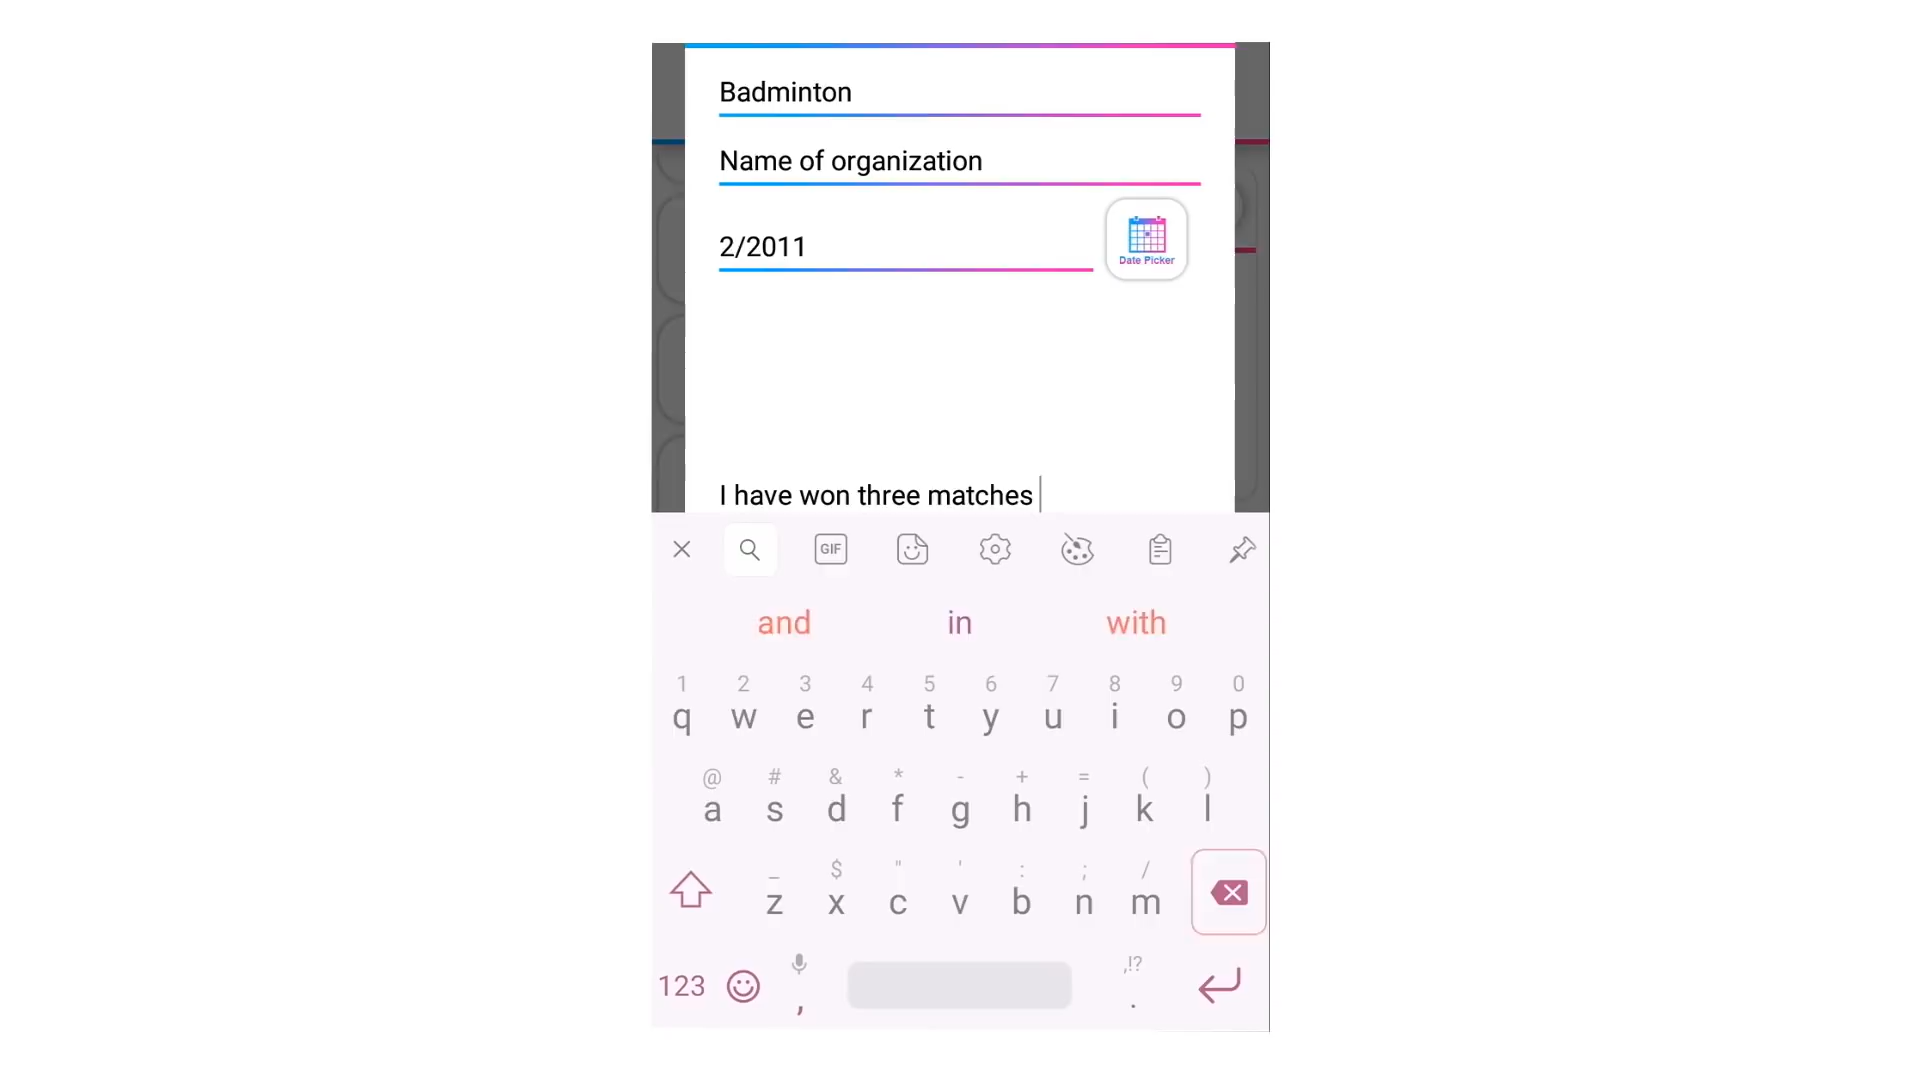 Badminton
Name of organization
2/2011
Date Picker
I have won three matches
GIF
and in with
1 2 3 4 5 6 7 8 9 0
q w e r t y u i o p
@ # & * - + = ( )
a s d f g h j k l
_ $ " ' : ; /
z x c v b n m
,!?
123 , .